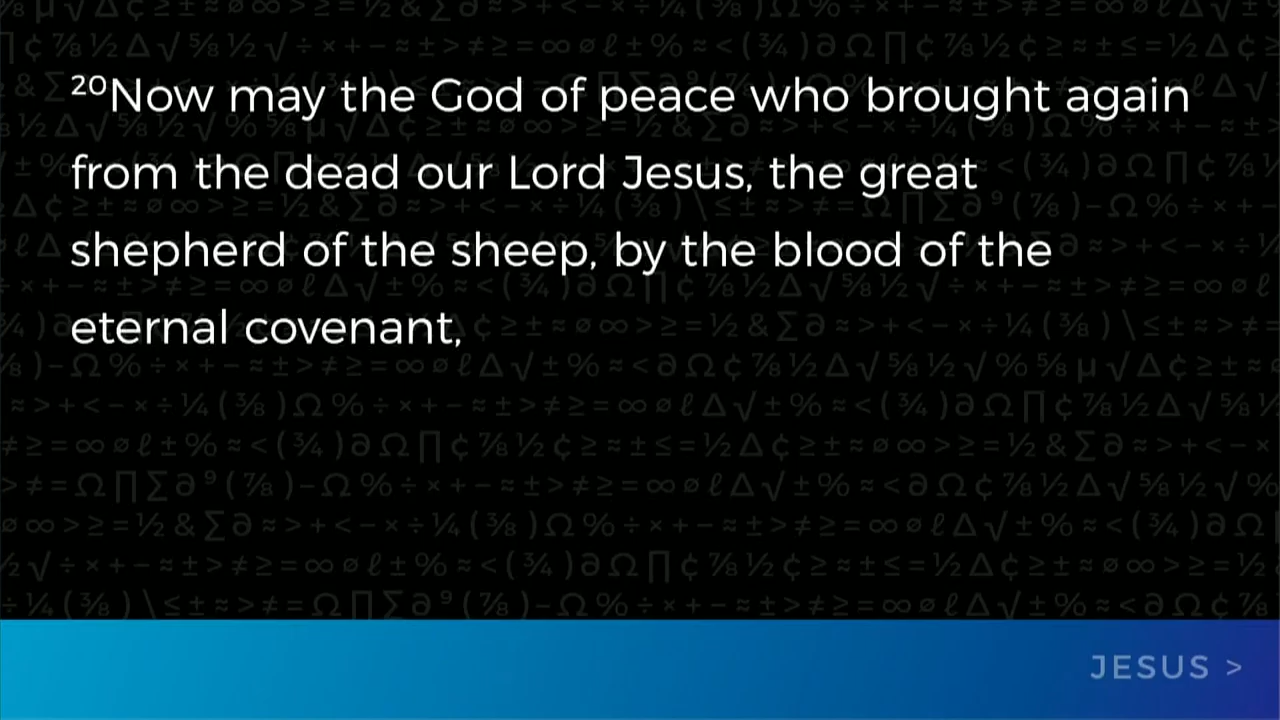 ²⁰Now may the God of peace who brought again
from the dead our Lord Jesus, the great
shepherd of the sheep, by the blood of the
eternal covenant,
JESUS >